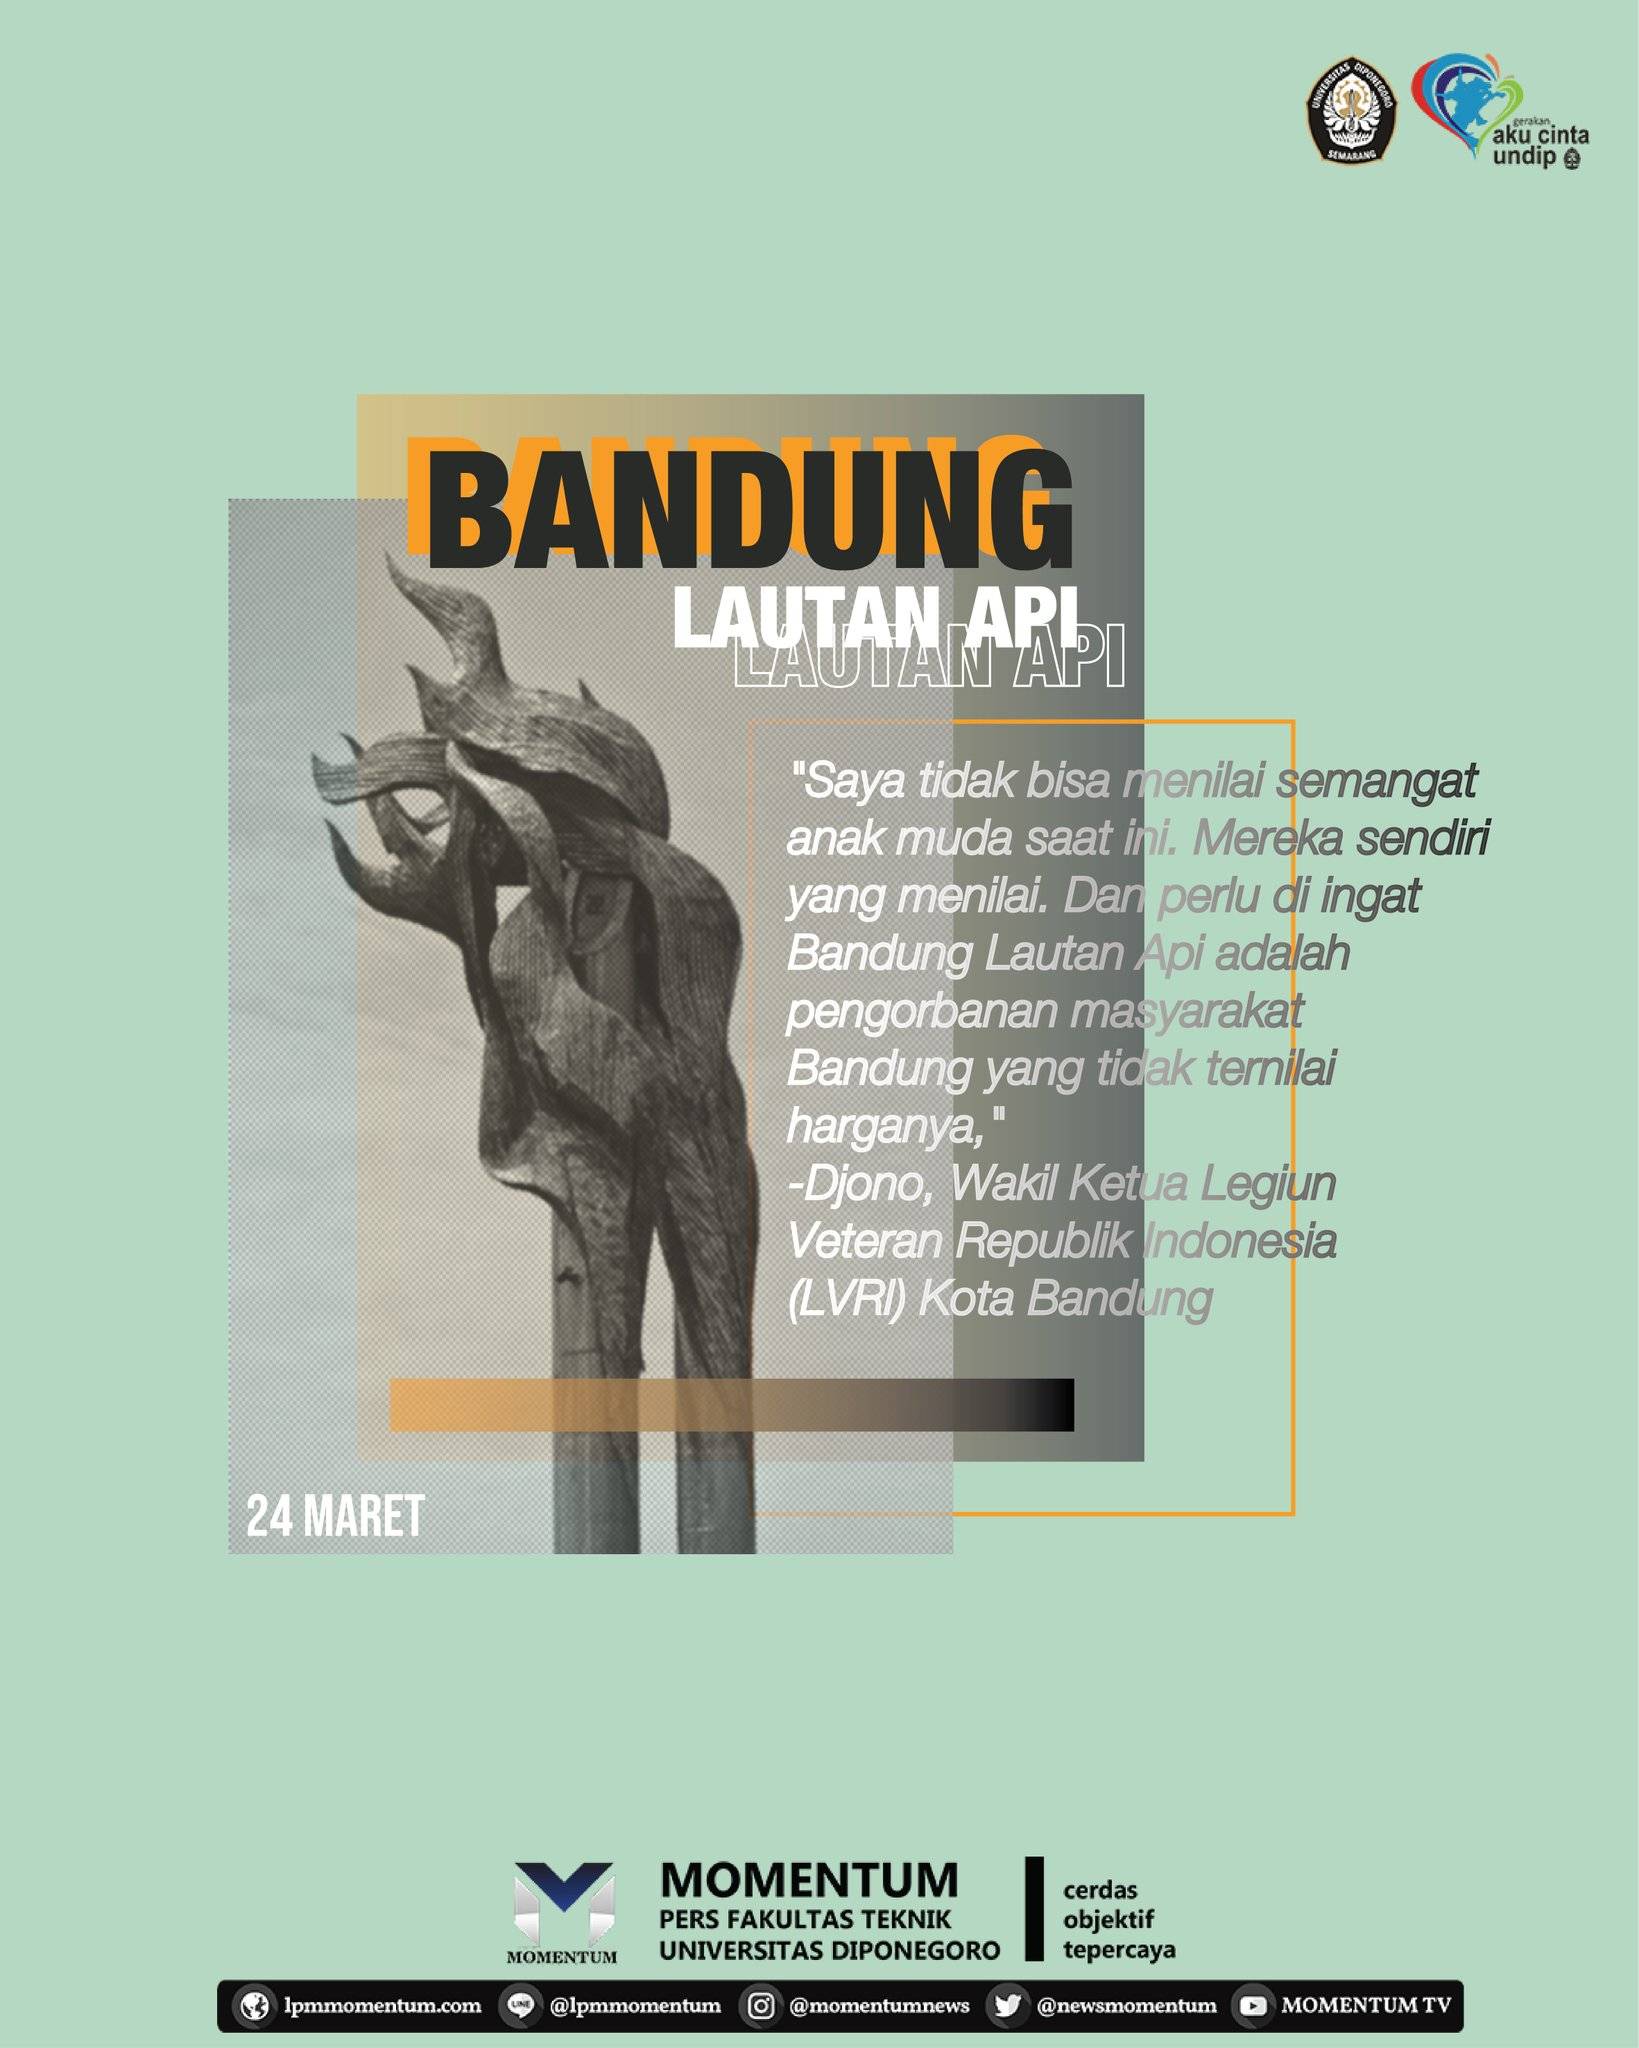 UNIVERSITAS DIPONEGORO
SEMARANG
gerakan
aku cinta
undip
BANDUNG
LAUTAN API
LAUTAN API
"Saya tidak bisa menilai semangat
anak muda saat ini. Mereka sendiri
yang menilai. Dan perlu di ingat
Bandung Lautan Api adalah
pengorbanan masyarakat
Bandung yang tidak ternilai
harganya,"
-Djono, Wakil Ketua Legiun
Veteran Republik Indonesia
(LVRI) Kota Bandung
24 MARET
MOMENTUM
MOMENTUM
PERS FAKULTAS TEKNIK
UNIVERSITAS DIPONEGORO
cerdas
objektif
tepercaya
lpmmomentum.com
LINE
@lpmmomentum
@momentumnews
@newsmomentum
MOMENTUM TV